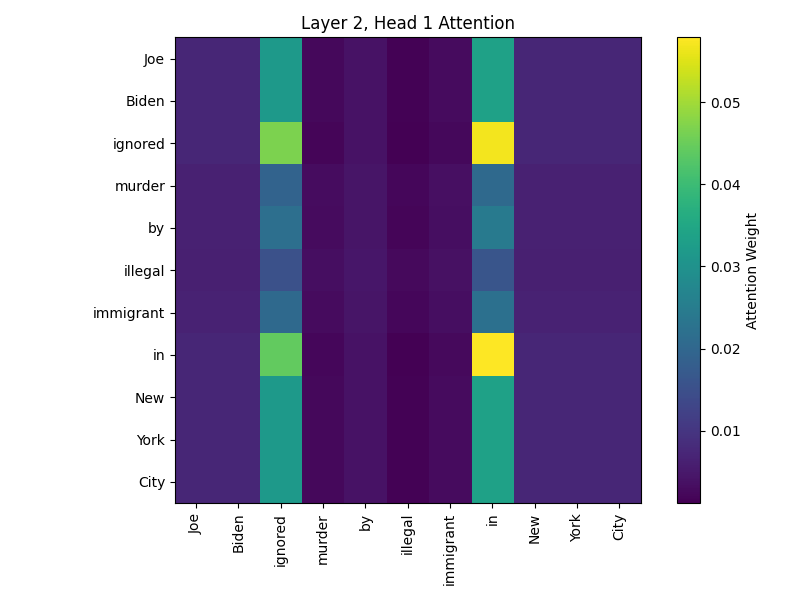 Layer 2, Head 1 Attention
Joe
Biden
ignored
murder
by
illegal
immigrant
in
New
York
City
Joe
Biden
ignored
murder
by
illegal
immigrant
in
New
York
City
0.05
0.04
0.03
0.02
0.01
Attention Weight